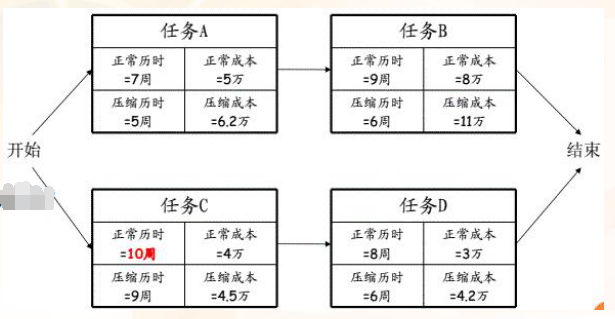 任务A
正常历时 正常成本
=7周 =5万
压缩历时 压缩成本
=5周 =6.2万
任务B
正常历时 正常成本
=9周 =8万
压缩历时 压缩成本
=6周 =11万
开始
结束
任务C
正常历时 正常成本
=10周 =4万
压缩历时 压缩成本
=9周 =4.5万
任务D
正常历时 正常成本
=8周 =3万
压缩历时 压缩成本
=6周 =4.2万